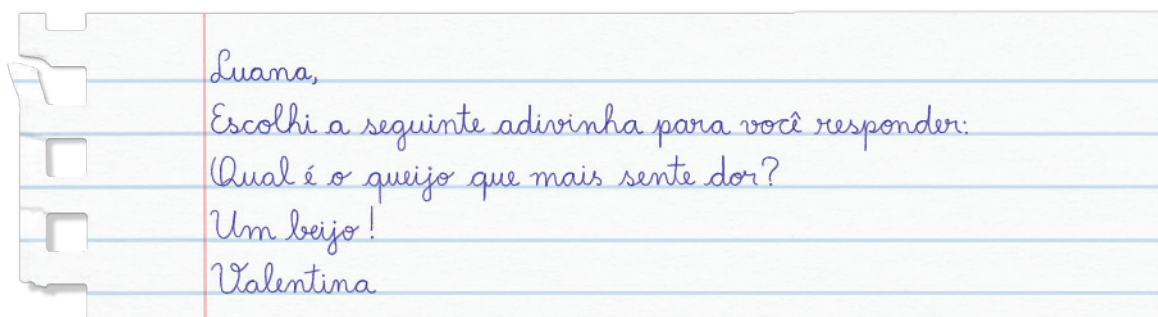 Luana,
Escolhi a seguinte adivinha para você responder:
Qual é o queijo que mais sente dor?
Um beijo!
Valentina